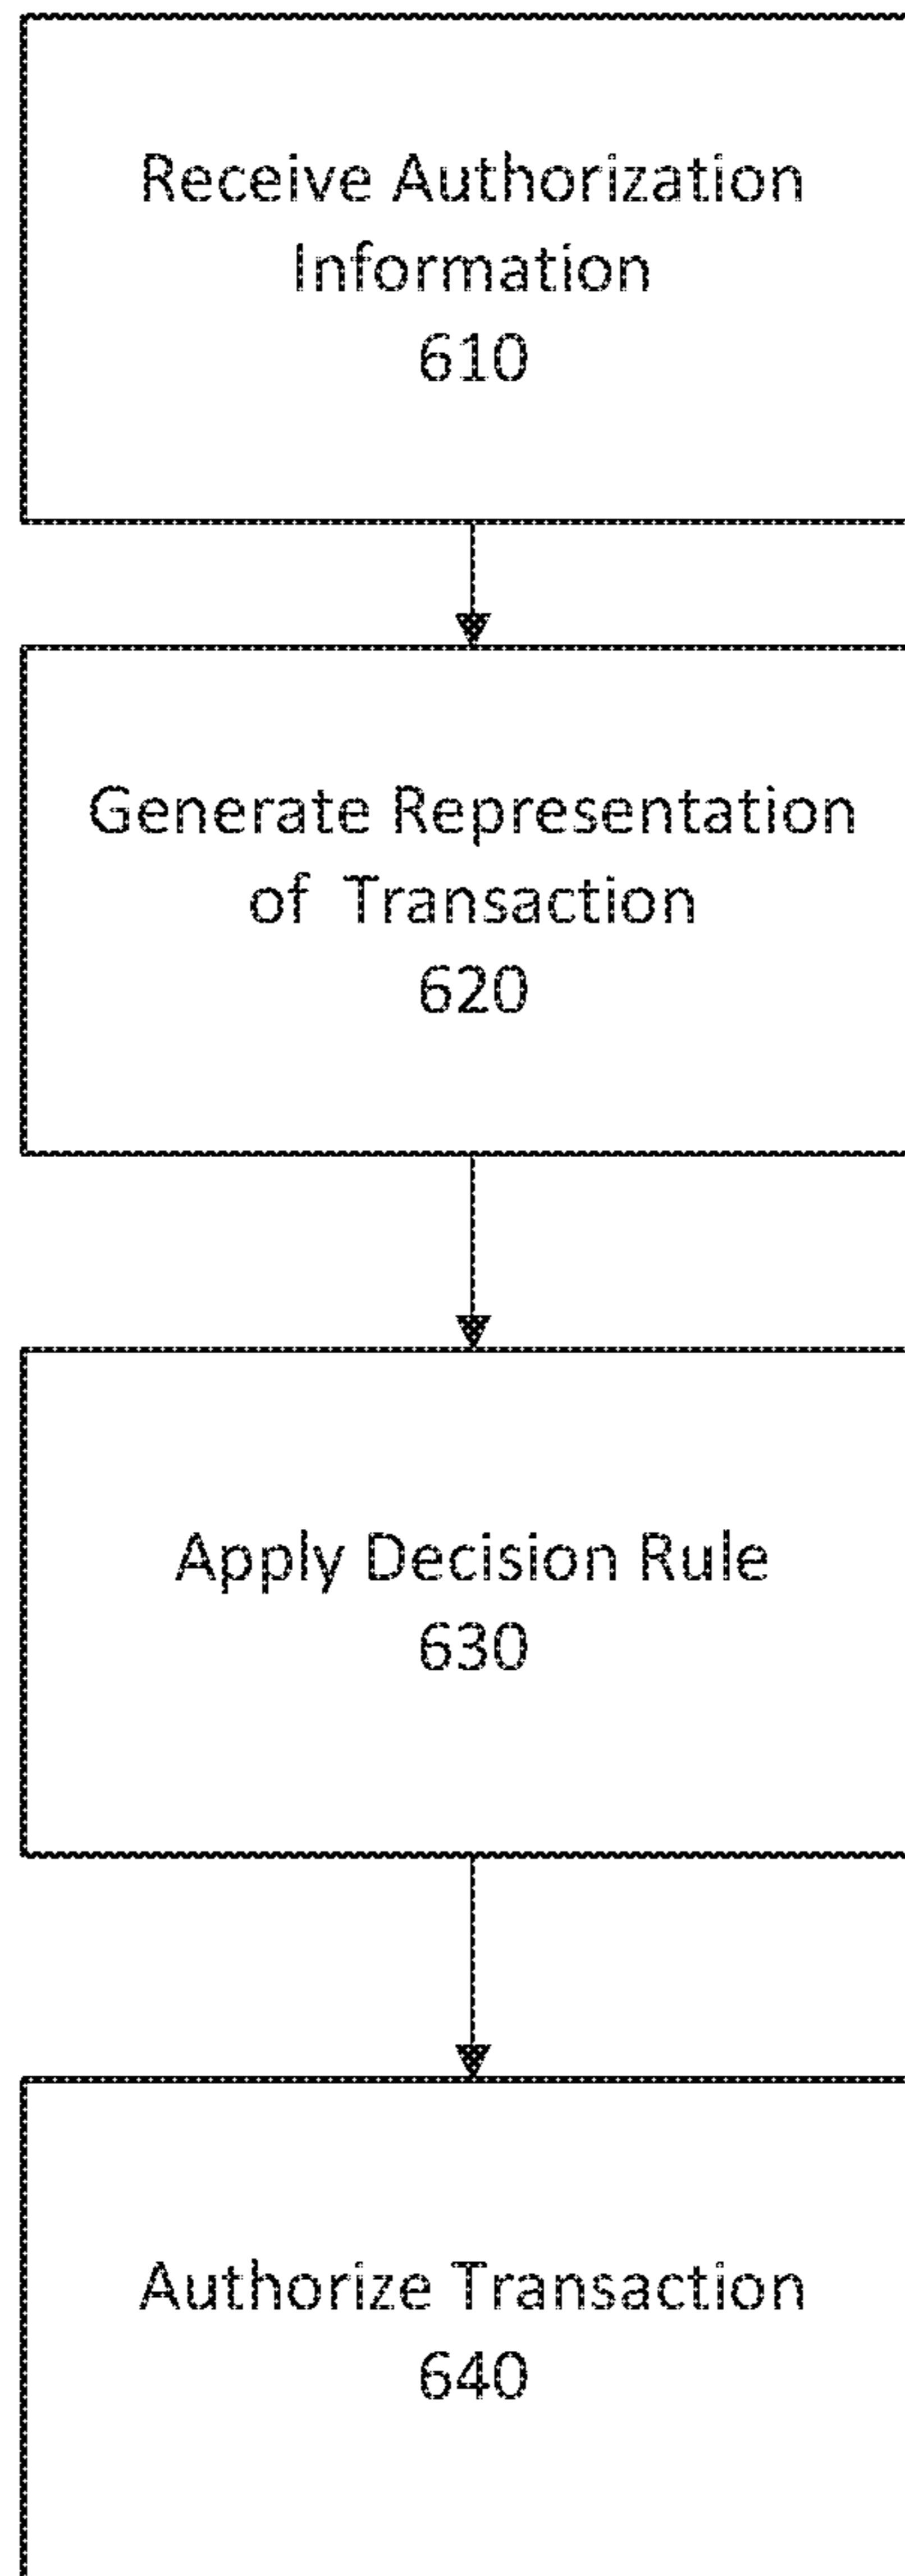 Receive Authorization
Information
610
Generate Representation
of Transaction
620
Apply Decision Rule
630
Authorize Transaction
640